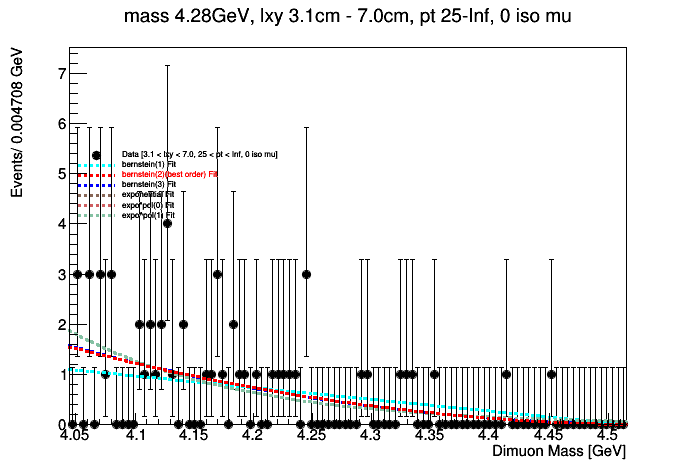 mass 4.28GeV, lxy 3.1cm - 7.0cm, pt 25-Inf, 0 iso mu
Events/ 0.004708 GeV
7
6
5
4
3
2
1
0
Data [3.1 < lxy < 7.0, 25 < pt < Inf, 0 iso mu]
bernstein(1) Fit
bernstein(2)(best order) Fit
bernstein(3) Fit
exponential Fit
expo*pol(0) Fit
expo*pol(1) Fit
4.05 4.1 4.15 4.2 4.25 4.3 4.35 4.4 4.45 4.5
Dimuon Mass [GeV]